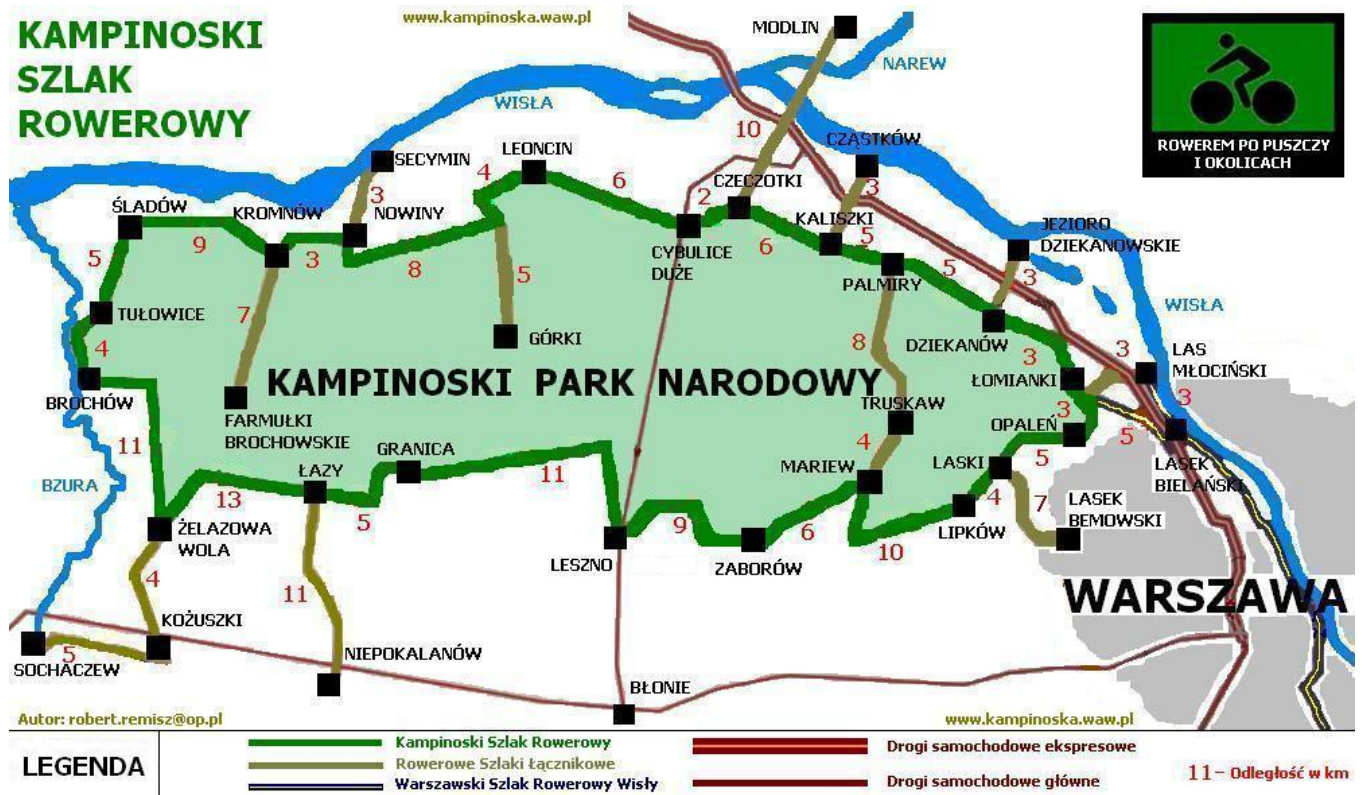 KAMPINOSKI
SZLAK
ROWEROWY
www.kampinoska.waw.pl
MODLIN
NAREW
WISŁA
ROWEREM PO PUSZCZY
I OKOLICACH
10
CZĄSTKÓW
SECYMIN
LEONCIN
4
6
3
2
CZECZOTKI
3
ŚLADÓW
KROMNÓW
NOWINY
KALISZKI
JEZIORO
DZIEKANOWSKIE
9
5
3
8
5
CYBULICE
DUŻE
6
5
PALMIRY
5
3
WISŁA
TUŁOWICE
7
GÓRKI
8
DZIEKANÓW
3
3
LAS
MŁOCIŃSKI
4
KAMPINOSKI PARK NARODOWY
ŁOMIANKI
BROCHÓW
FARMUŁKI
BROCHOWSKIE
TRUSKAW
3
3
OPALEŃ
5
11
GRANICA
4
LASKI
5
LASEK
BIELAŃSKI
BZURA
13
ŁAZY
11
MARIEW
4
7
LASEK
BEMOWSKI
5
ŻELAZOWA
WOLA
LESZNO
9
ZABORÓW
6
10
LIPKÓW
4
11
WARSZAWA
KOŻUSZKI
5
SOCHACZEW
NIEPOKALANÓW
BŁONIE
Autor: robert.remisz@op.pl
www.kampinoska.waw.pl
LEGENDA
Kampinoski Szlak Rowerowy
Rowerowe Szlaki Łącznikowe
Warszawski Szlak Rowerowy Wisły
Drogi samochodowe ekspresowe
Drogi samochodowe główne
11- Odległość w km